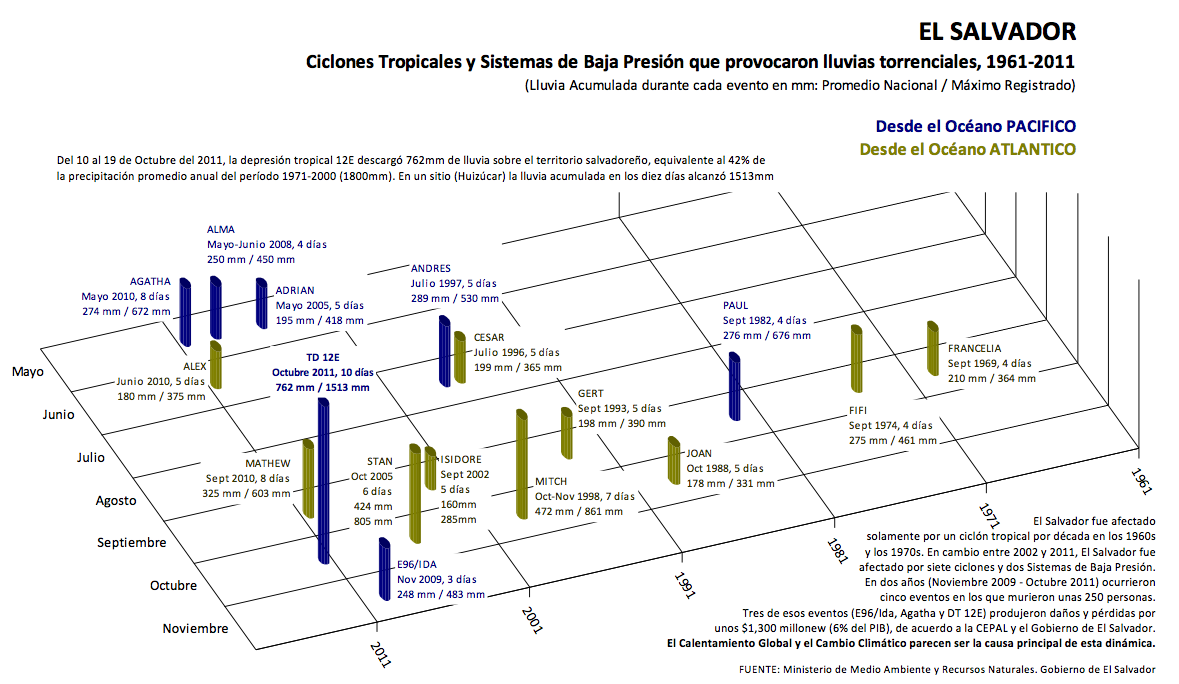 EL SALVADOR
Ciclones Tropicales y Sistemas de Baja Presión que provocaron lluvias torrenciales, 1961-2011
(Lluvia Acumulada durante cada evento en mm: Promedio Nacional / Máximo Registrado)
Desde el Océano PACIFICO
Desde el Océano ATLANTICO
Del 10 al 19 de Octubre del 2011, la depresión tropical 12E descargó 762mm de lluvia sobre el territorio salvadoreño, equivalente al 42% de
la precipitación promedio anual del período 1971-2000 (1800mm). En un sitio (Huizúcar) la lluvia acumulada en los diez días alcanzó 1513mm
ALMA
Mayo-Junio 2008, 4 días
250 mm / 450 mm
AGATHA
Mayo 2010, 8 días
274 mm / 672 mm
ADRIAN
Mayo 2005, 5 días
195 mm / 418 mm
ANDRES
Julio 1997, 5 días
289 mm / 530 mm
PAUL
Sept 1982, 4 días
276 mm / 676 mm
CESAR
Julio 1996, 5 días
199 mm / 365 mm
FRANCELIA
Sept 1969, 4 días
210 mm / 364 mm
ALEX
Junio 2010, 5 días
180 mm / 375 mm
TD 12E
Octubre 2011, 10 días
762 mm / 1513 mm
GERT
Sept 1993, 5 días
198 mm / 390 mm
FIFI
Sept 1974, 4 días
275 mm / 461 mm
MATHEW
Sept 2010, 8 días
325 mm / 603 mm
STAN
Oct 2005
6 días
424 mm
805 mm
ISIDORE
Sept 2002
5 días
160mm
285mm
MITCH
Oct-Nov 1998, 7 días
472 mm / 861 mm
JOAN
Oct 1988, 5 días
178 mm / 331 mm
E96/IDA
Nov 2009, 3 días
248 mm / 483 mm
Mayo
Junio
Julio
Agosto
Septiembre
Octubre
Noviembre
2011
2001
1991
1981
1971
1961
El Salvador fue afectado
solamente por un ciclón tropical por década en los 1960s
y los 1970s. En cambio entre 2002 y 2011, El Salvador fue
afectado por siete ciclones y dos Sistemas de Baja Presión.
En dos años (Noviembre 2009 - Octubre 2011) ocurrieron
cinco eventos en los que murieron unas 250 personas.
Tres de esos eventos (E96/Ida, Agatha y DT 12E) produjeron daños y pérdidas por
unos $1,300 millonew (6% del PIB), de acuerdo a la CEPAL y el Gobierno de El Salvador.
El Calentamiento Global y el Cambio Climático parecen ser la causa principal de esta dinámica.
FUENTE: Ministerio de Medio Ambiente y Recursos Naturales. Gobierno de El Salvador